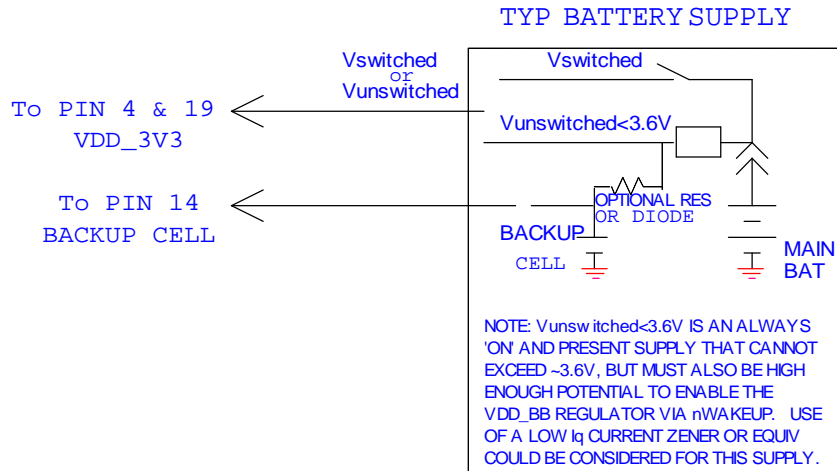 TYP BATTERY SUPPLY
Vswitched
or
Vunswitched
Vswitched
To PIN 4 & 19
VDD_3V3
Vunswitched<3.6V
To PIN 14
BACKUP CELL
OPTIONAL RES
OR DIODE
BACKUP
CELL
MAIN
BAT
NOTE: Vunswitched<3.6V IS AN ALWAYS
'ON' AND PRESENT SUPPLY THAT CANNOT
EXCEED ~3.6V, BUT MUST ALSO BE HIGH
ENOUGH POTENTIAL TO ENABLE THE
VDD_BB REGULATOR VIA nWAKEUP. USE
OF A LOW Iq CURRENT ZENER OR EQUIV
COULD BE CONSIDERED FOR THIS SUPPLY.